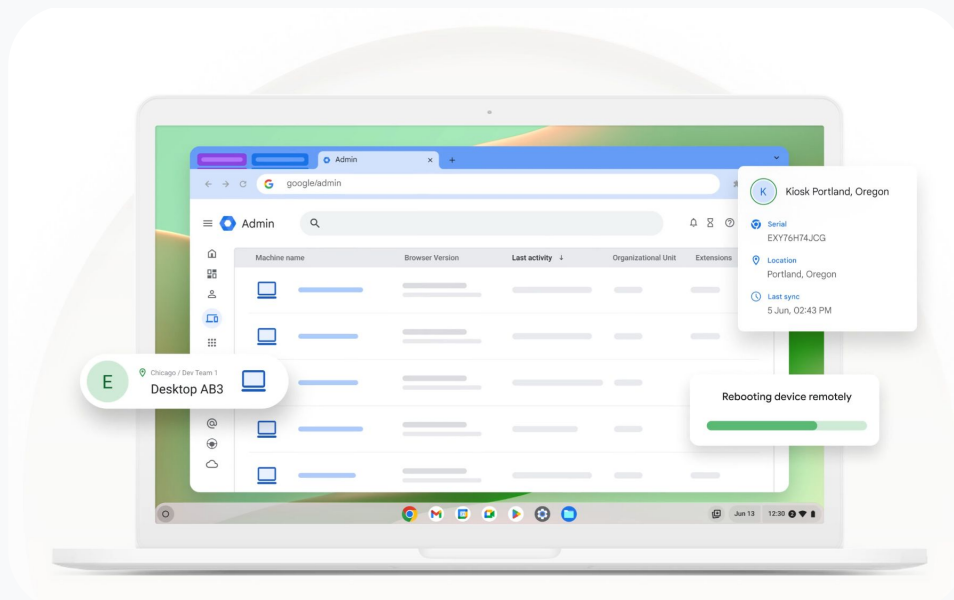 Admin
google/admin
Admin
Machine name
Browser Version
Last activity ↓
Organizational Unit
Extensions
K
Kiosk Portland, Oregon
Serial
EXY76H74JCG
Location
Portland, Oregon
Last sync
5 Jun, 02:43 PM
E
Chicago / Dev Team 1
Desktop AB3
Rebooting device remotely
Jun 13
12:30
2